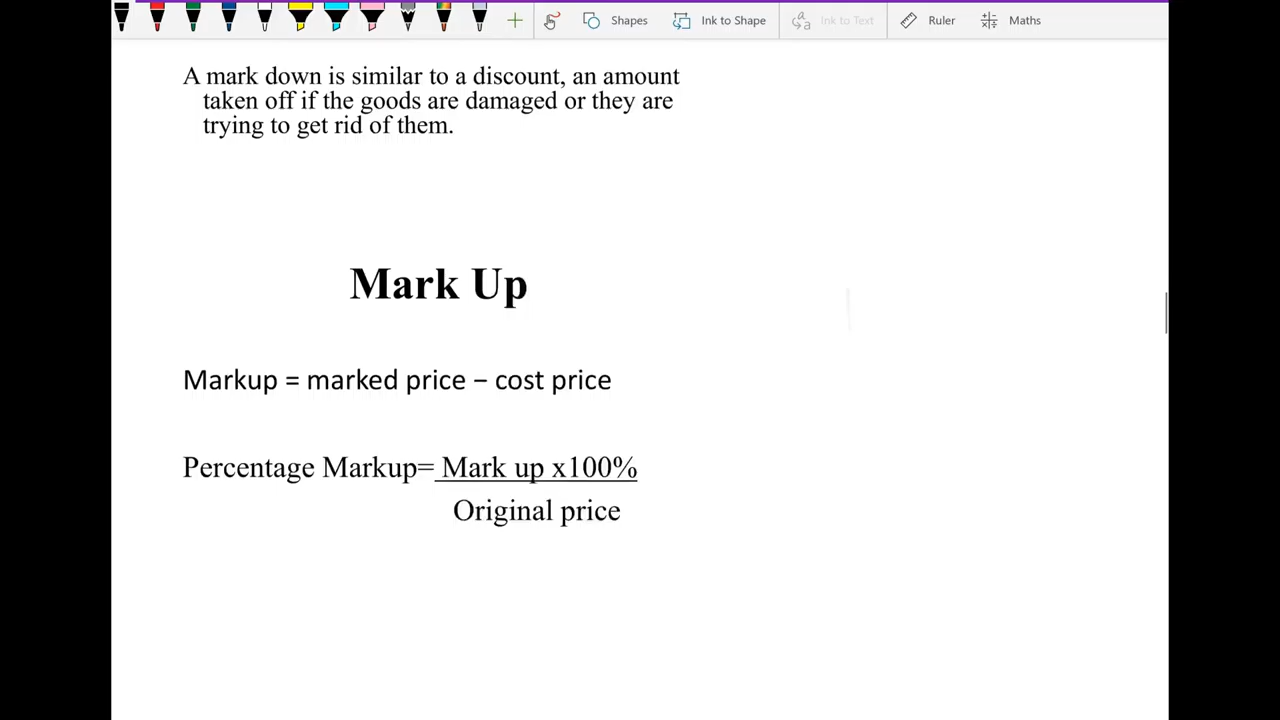 Shapes
Ink to Shape
Ink to Text
Ruler
Maths
A mark down is similar to a discount, an amount
taken off if the goods are damaged or they are
trying to get rid of them.
Mark Up
Markup = marked price − cost price
Percentage Markup= Mark up x100%
Original price